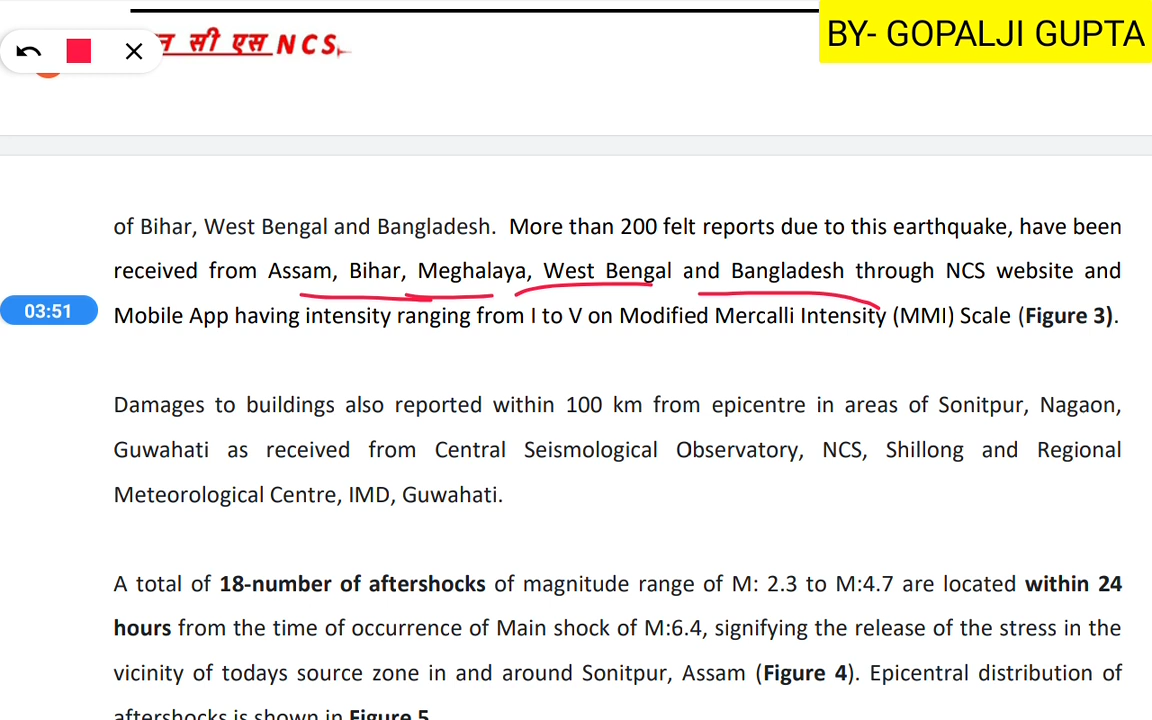 सी एस NCS
BY- GOPALJI GUPTA
of Bihar, West Bengal and Bangladesh. More than 200 felt reports due to this earthquake, have been
received from Assam, Bihar, Meghalaya, West Bengal and Bangladesh through NCS website and
03:51
Mobile App having intensity ranging from I to V on Modified Mercalli Intensity (MMI) Scale (Figure 3).
Damages to buildings also reported within 100 km from epicentre in areas of Sonitpur, Nagaon,
Guwahati as received from Central Seismological Observatory, NCS, Shillong and Regional
Meteorological Centre, IMD, Guwahati.
A total of 18-number of aftershocks of magnitude range of M: 2.3 to M:4.7 are located within 24
hours from the time of occurrence of Main shock of M:6.4, signifying the release of the stress in the
vicinity of todays source zone in and around Sonitpur, Assam (Figure 4). Epicentral distribution of
aftershocks is shown in Figure 5.